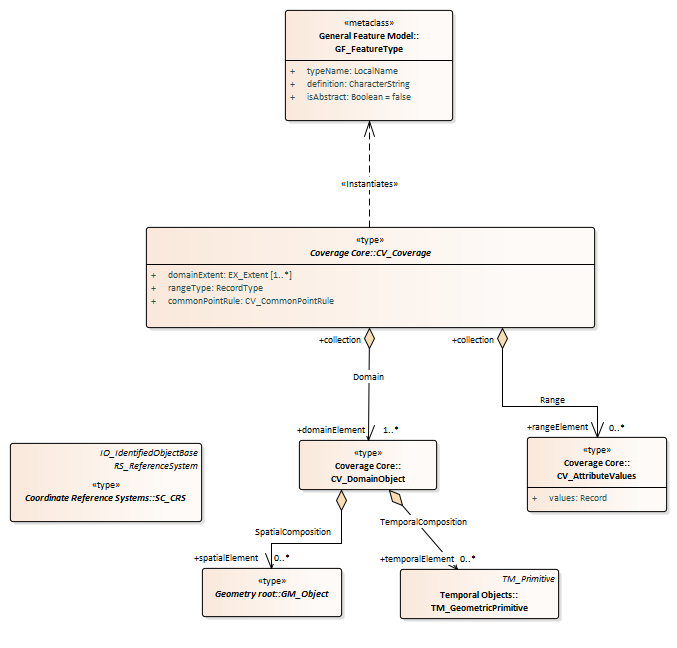 «metaclass»
General Feature Model::
GF_FeatureType
+ typeName: LocalName
+ definition: CharacterString
+ isAbstract: Boolean = false
«Instantiates»
«type»
Coverage Core::CV_Coverage
+ domainExtent: EX_Extent [1..*]
+ rangeType: RecordType
+ commonPointRule: CV_CommonPointRule
+collection
+collection
Domain
Range
+domainElement 1..*
+rangeElement 0..*
IO_IdentifiedObjectBase
RS_ReferenceSystem
«type»
Coordinate Reference Systems::SC_CRS
«type»
Coverage Core::
CV_DomainObject
«type»
Coverage Core::
CV_AttributeValues
+ values: Record
SpatialComposition
TemporalComposition
+spatialElement 0..*
+temporalElement 0..*
«type»
Geometry root::GM_Object
TM_Primitive
Temporal Objects::
TM_GeometricPrimitive